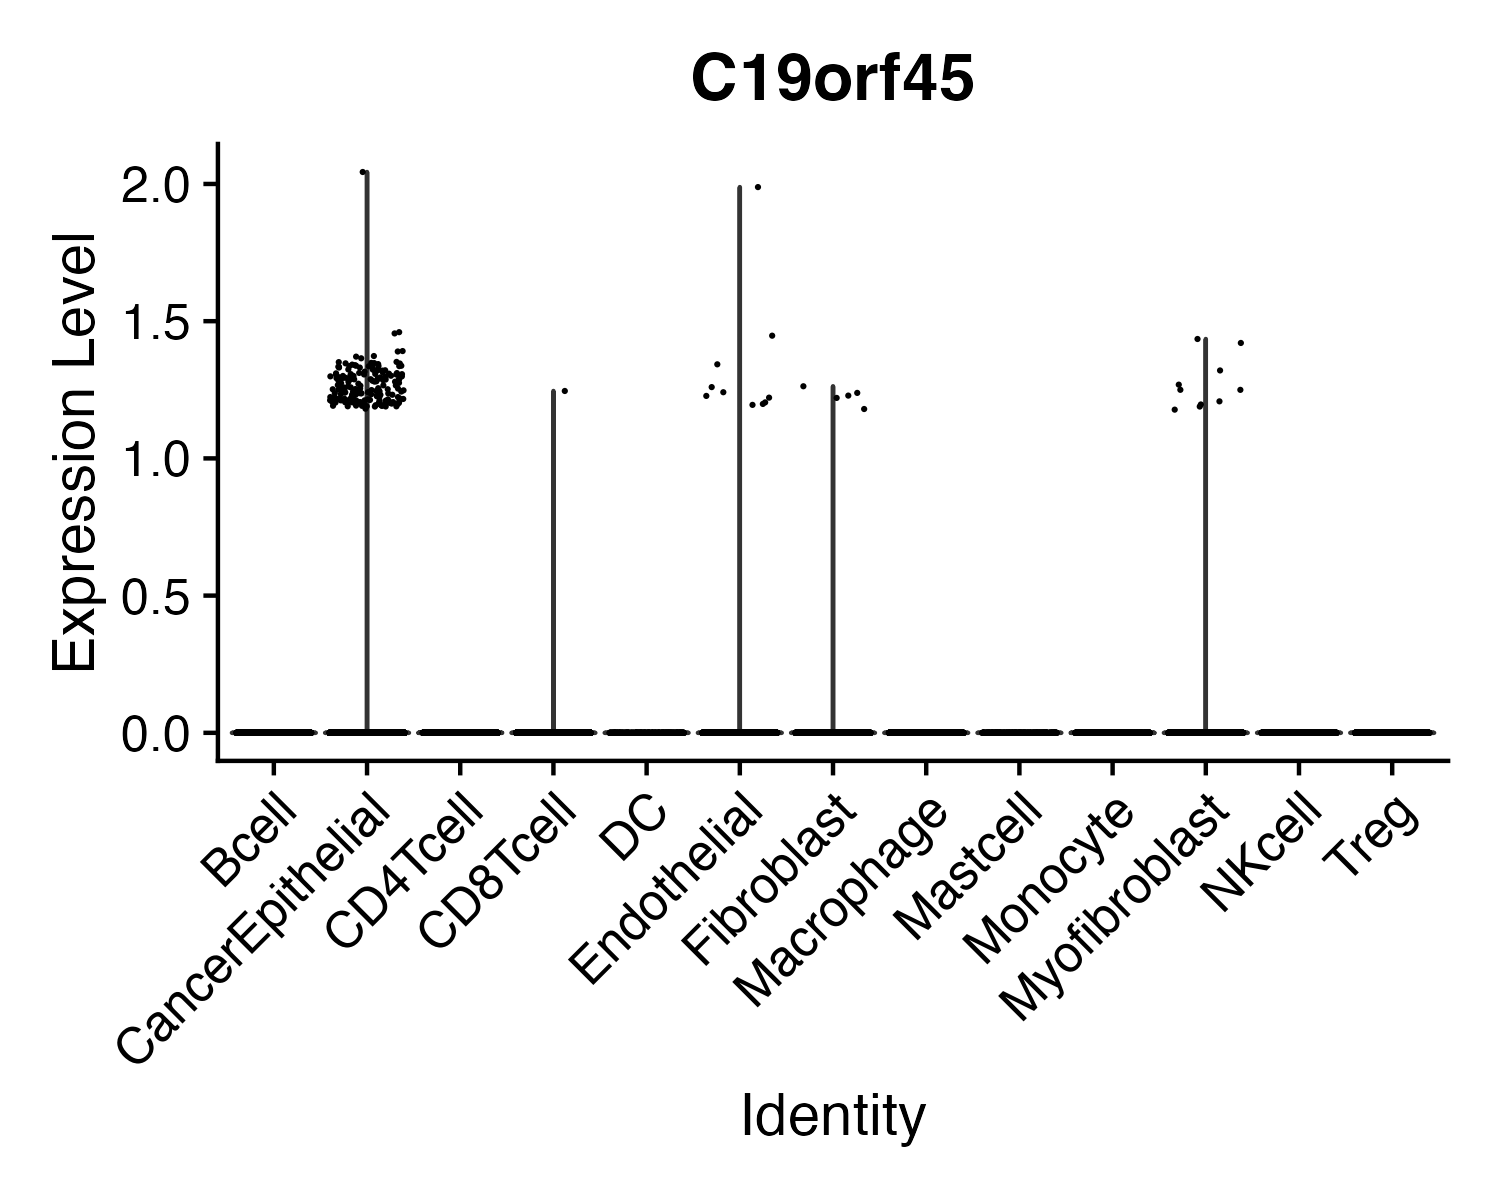 C19orf45
Expression Level
2.0
1.5
1.0
0.5
0.0
Bcell
CancerEpithelial
CD4Tcell
CD8Tcell
DC
Endothelial
Fibroblast
Macrophage
Mastcell
Monocyte
Myofibroblast
NKcell
Treg
Identity